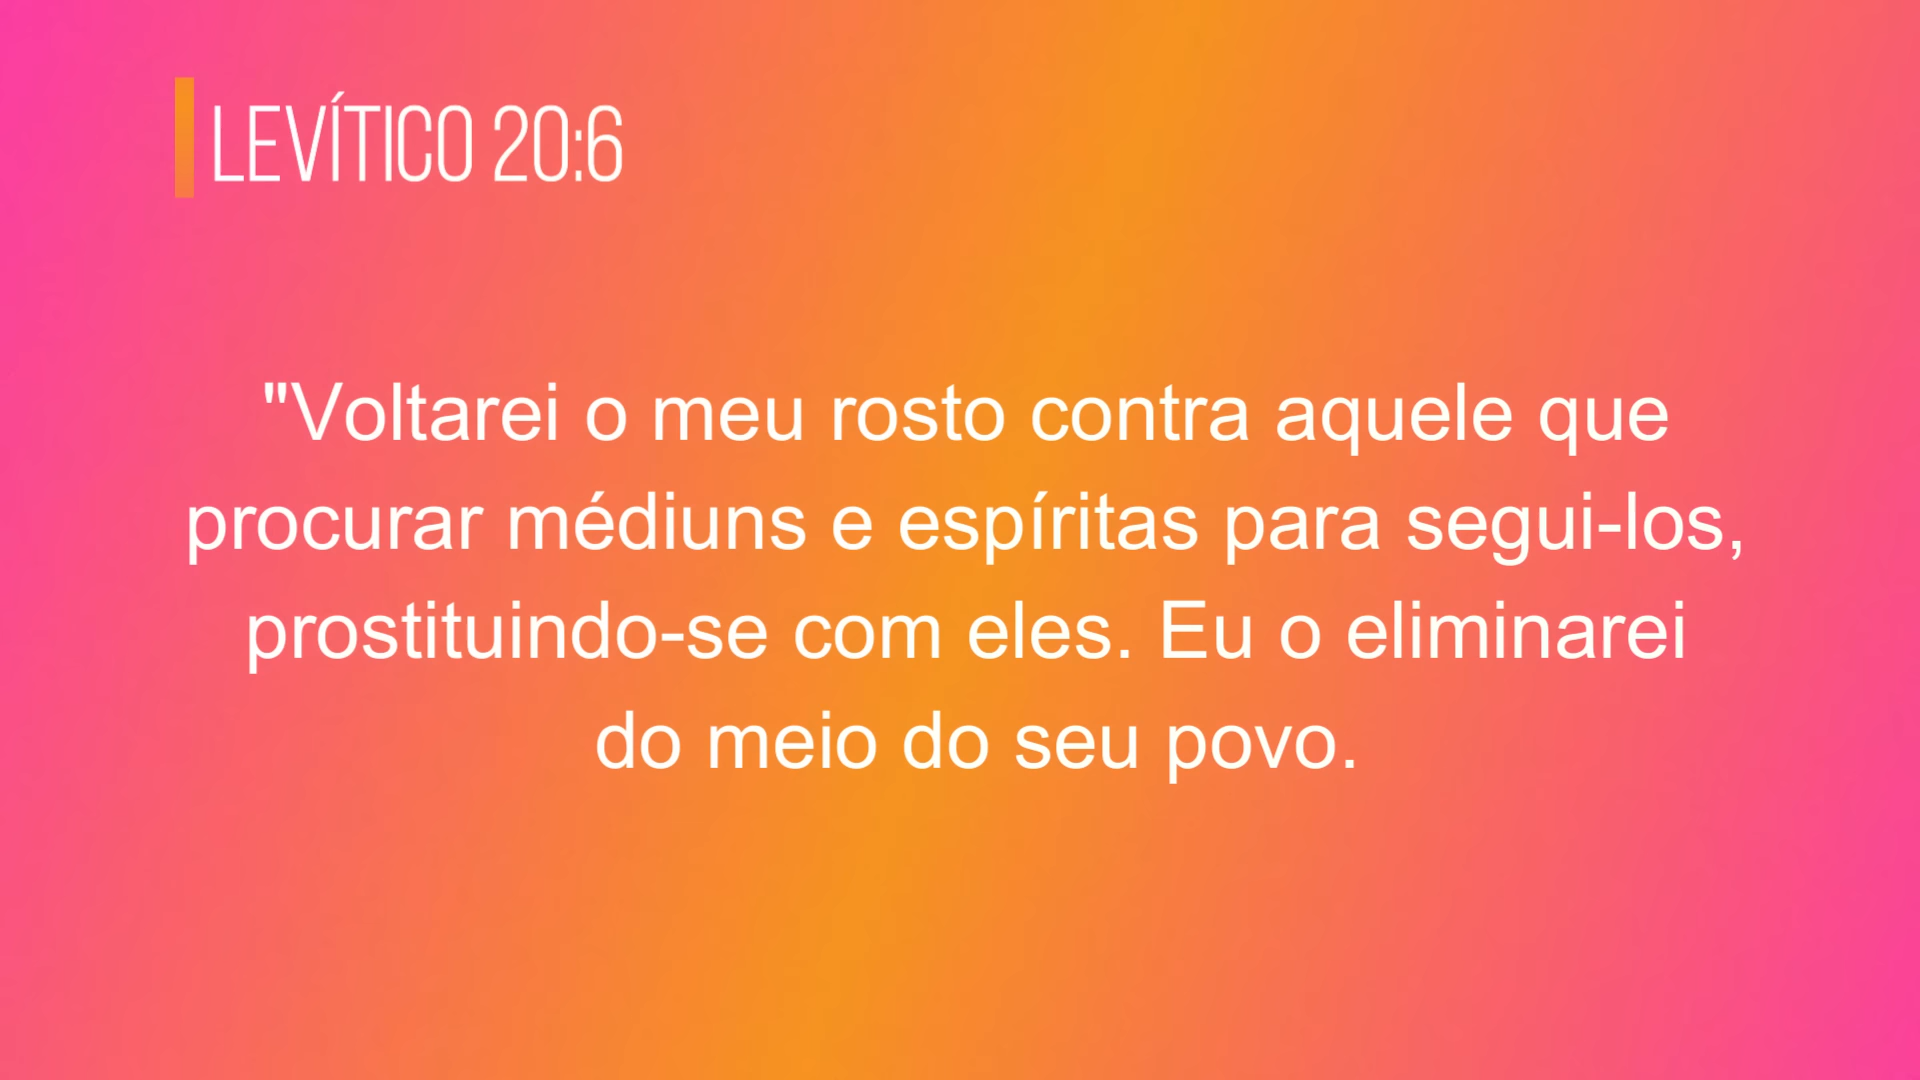 LEVÍTICO 20:6
"Voltarei o meu rosto contra aquele que
procurar médiuns e espíritas para segui-los,
prostituindo-se com eles. Eu o eliminarei
do meio do seu povo.